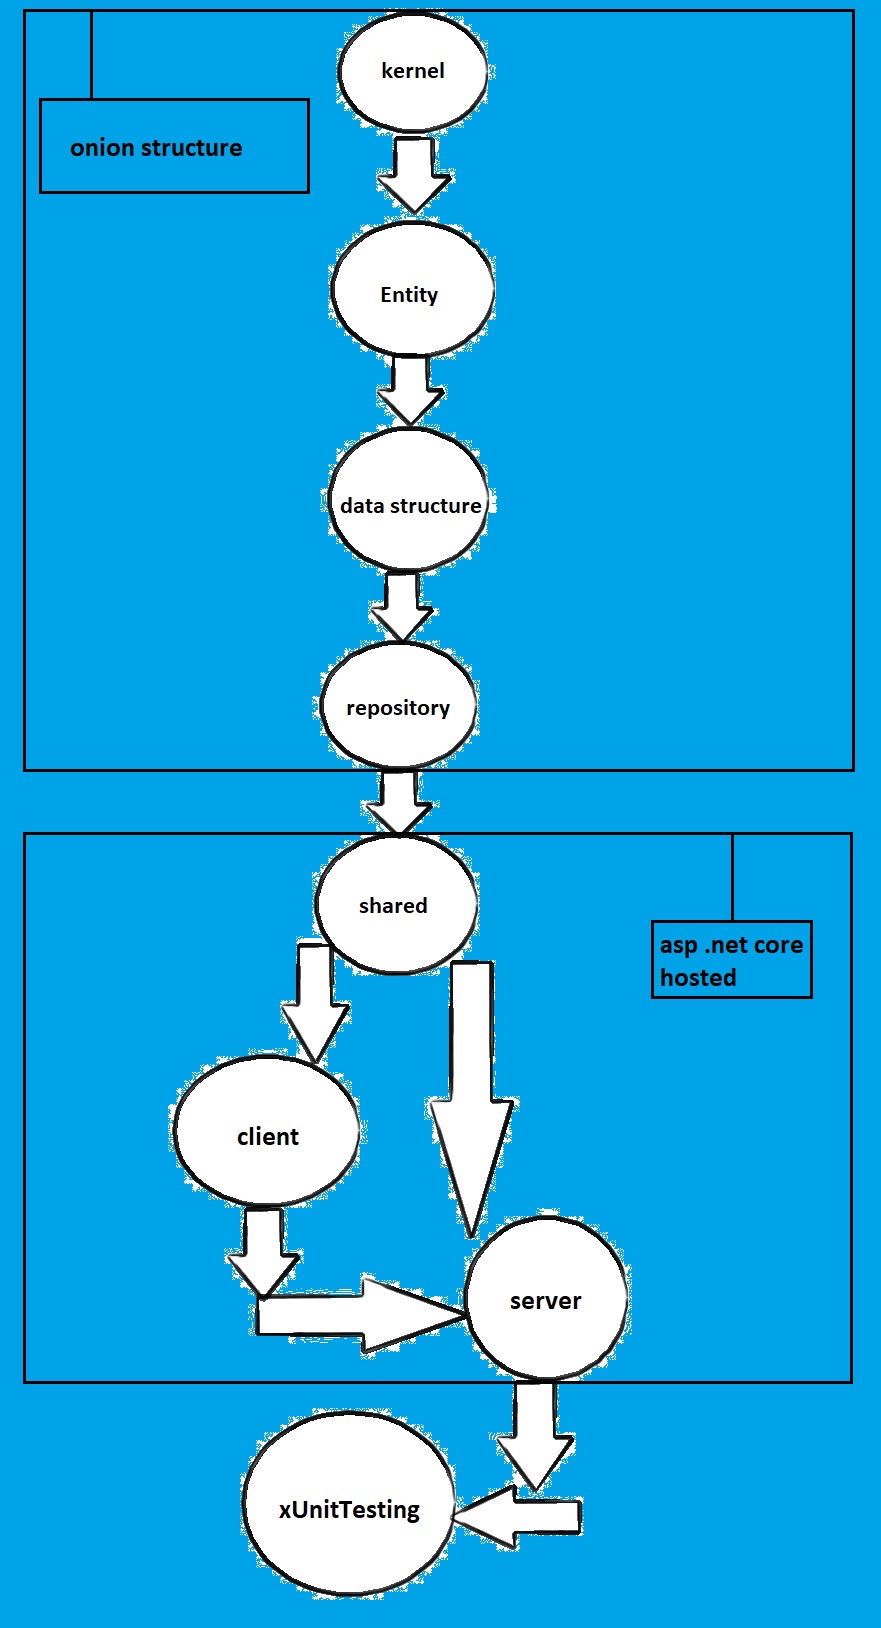 kernel
onion structure
Entity
data structure
repository
shared
asp .net core
hosted
client
server
xUnitTesting